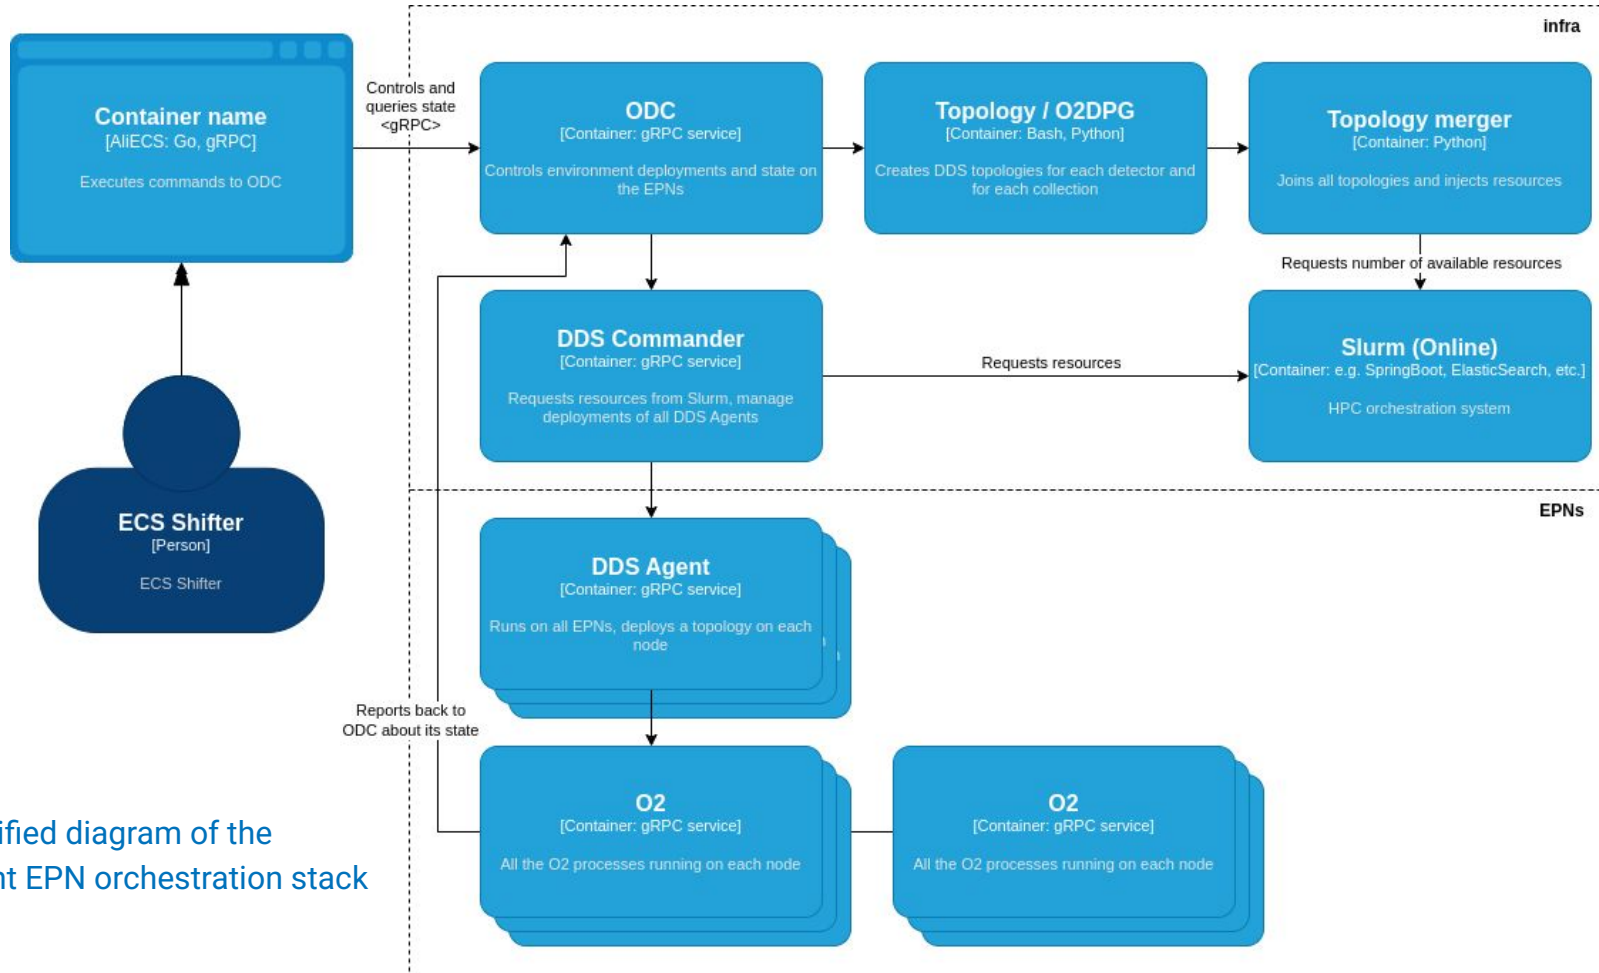 infra
Container name
[AliECS: Go, gRPC]
Executes commands to ODC
Controls and
queries state
<gRPC>
ODC
[Container: gRPC service]
Controls environment deployments and state on
the EPNs
Topology / O2DPG
[Container: Bash, Python]
Creates DDS topologies for each detector and
for each collection
Topology merger
[Container: Python]
Joins all topologies and injects resources
Requests number of available resources
DDS Commander
[Container: gRPC service]
Requests resources from Slurm, manage
deployments of all DDS Agents
Requests resources
Slurm (Online)
[Container: e.g. SpringBoot, ElasticSearch, etc.]
HPC orchestration system
ECS Shifter
[Person]
ECS Shifter
EPNs
DDS Agent
[Container: gRPC service]
Runs on all EPNs, deploys a topology on each
node
Reports back to
ODC about its state
O2
[Container: gRPC service]
All the O2 processes running on each node
O2
[Container: gRPC service]
All the O2 processes running on each node
ified diagram of the
nt EPN orchestration stack